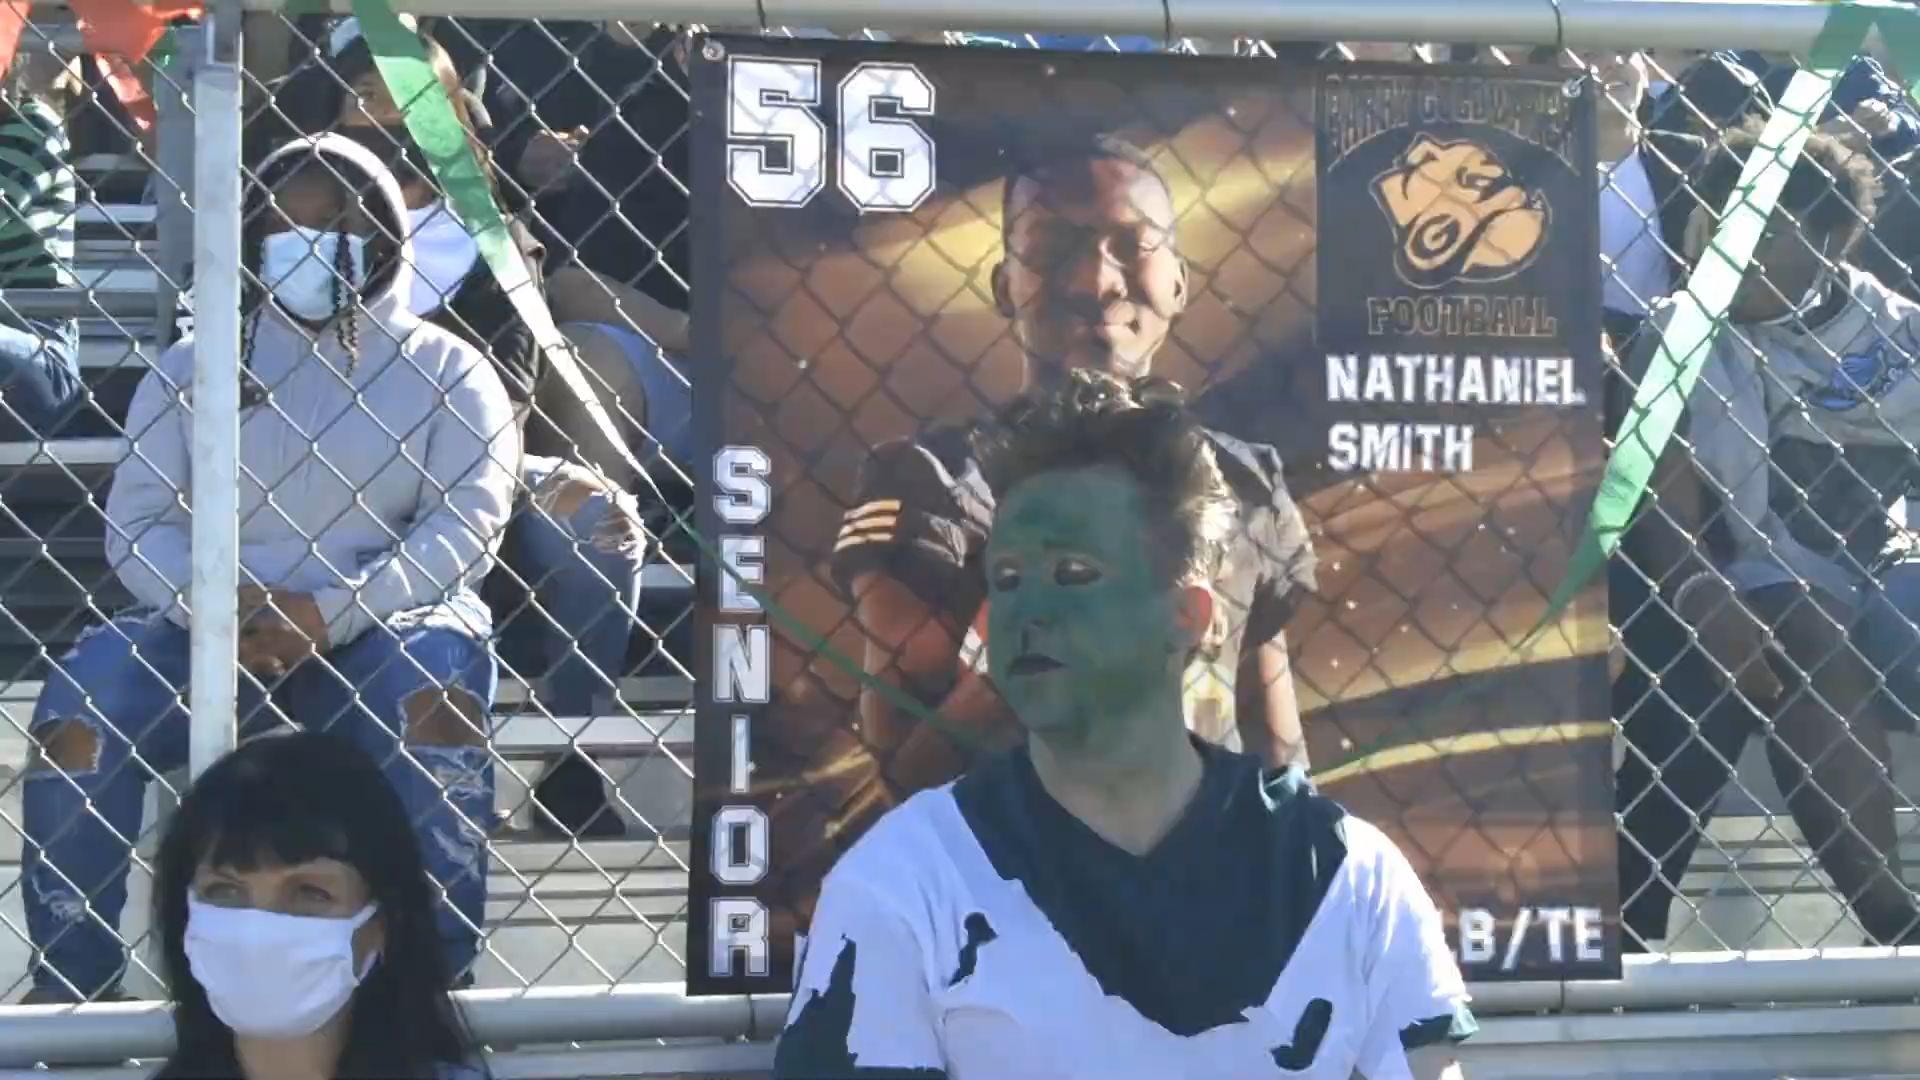 56
BARRY GOLDWATER
G
FOOTBALL
NATHANIEL
SMITH
SENIOR
LB/TE